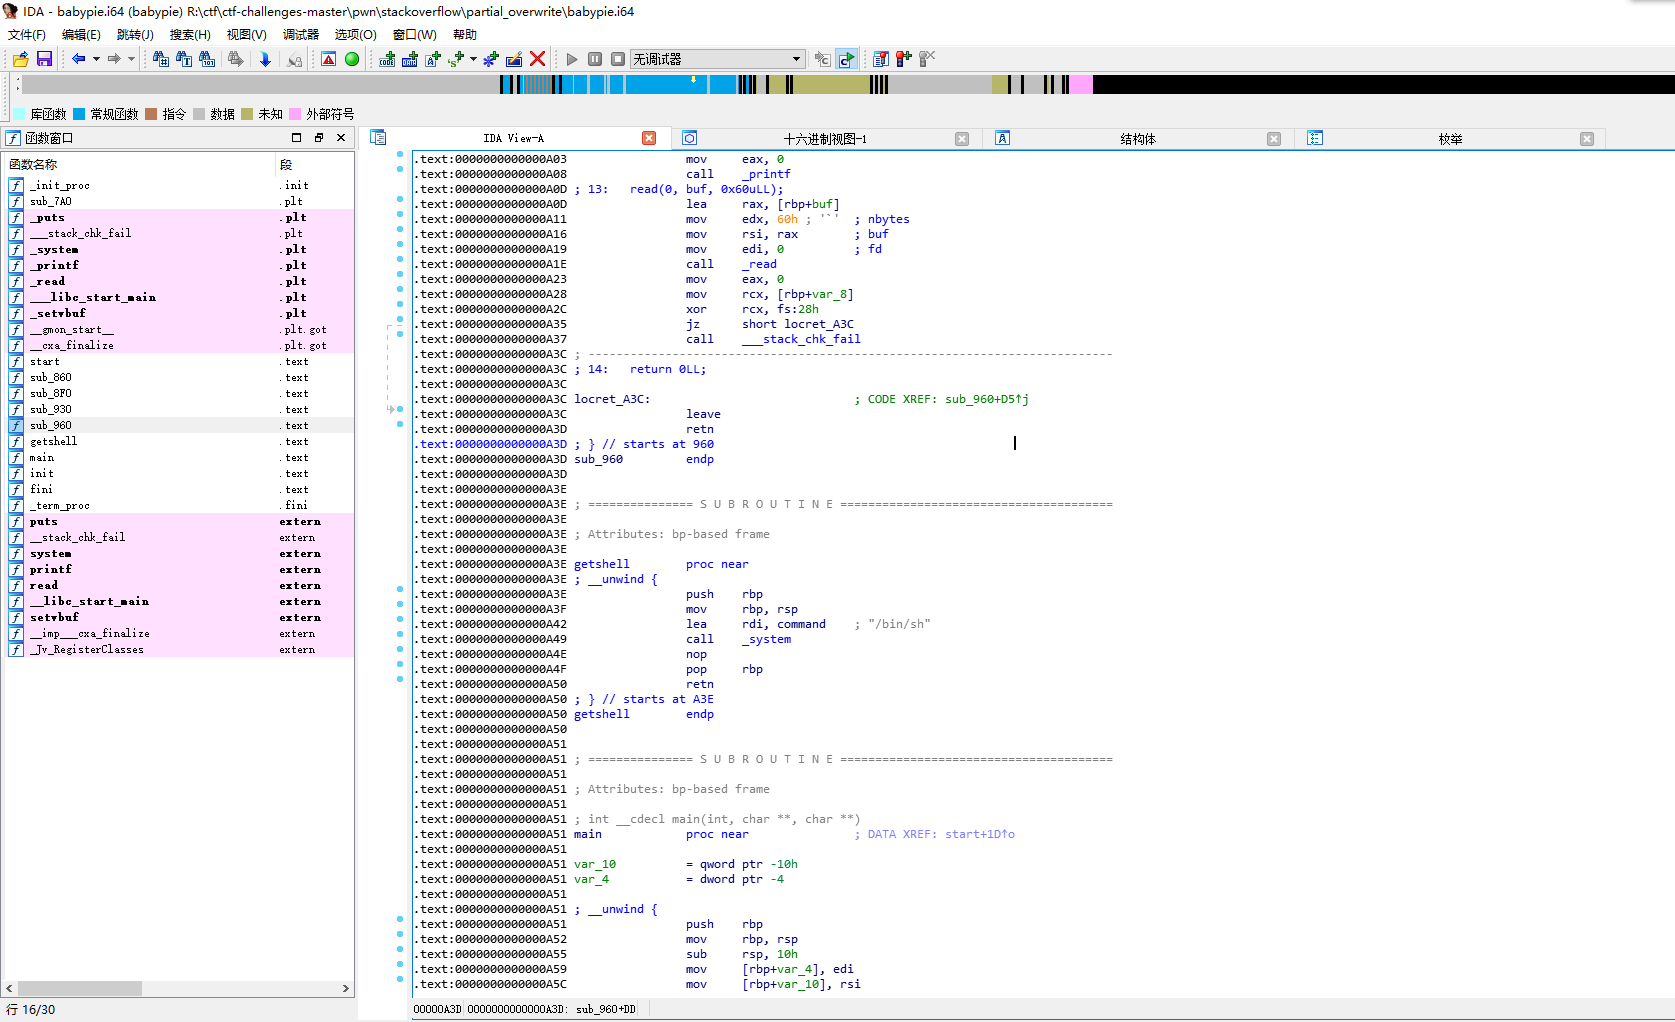 IDA - babypie.i64 (babypie) R:\ctf\ctf-challenges-master\pwn\stackoverflow\partial_overwrite\babypie.i64
文件(F) 编辑(E) 跳转(J) 搜索(H) 视图(V) 调试器 选项(O) 窗口(W) 帮助
无调试器
库函数 常规函数 指令 数据 未知 外部符号
函数窗口
函数名称 段
_init_proc .init
sub_7A0 .plt
_puts .plt
___stack_chk_fail .plt
_system .plt
_printf .plt
_read .plt
___libc_start_main .plt
_setvbuf .plt
__gmon_start__ .plt.got
__cxa_finalize .plt.got
start .text
sub_860 .text
sub_8F0 .text
sub_930 .text
sub_960 .text
getshell .text
main .text
init .text
fini .text
_term_proc .fini
puts extern
__stack_chk_fail extern
system extern
printf extern
read extern
__libc_start_main extern
setvbuf extern
__imp___cxa_finalize extern
_Jv_RegisterClasses extern
行 16/30
IDA View-A 十六进制视图-1 结构体 枚举
.text:0000000000000A03 mov eax, 0
.text:0000000000000A08 call _printf
.text:0000000000000A0D ; 13: read(0, buf, 0x60uLL);
.text:0000000000000A0D lea rax, [rbp+buf]
.text:0000000000000A11 mov edx, 60h ; '`' ; nbytes
.text:0000000000000A16 mov rsi, rax ; buf
.text:0000000000000A19 mov edi, 0 ; fd
.text:0000000000000A1E call _read
.text:0000000000000A23 mov eax, 0
.text:0000000000000A28 mov rcx, [rbp+var_8]
.text:0000000000000A2C xor rcx, fs:28h
.text:0000000000000A35 jz short locret_A3C
.text:0000000000000A37 call ___stack_chk_fail
.text:0000000000000A3C ; ---------------------------------------------------------------------------
.text:0000000000000A3C ; 14: return 0LL;
.text:0000000000000A3C
.text:0000000000000A3C locret_A3C: ; CODE XREF: sub_960+D5↑j
.text:0000000000000A3C leave
.text:0000000000000A3D retn
.text:0000000000000A3D ; } // starts at 960
.text:0000000000000A3D sub_960 endp
.text:0000000000000A3D
.text:0000000000000A3E
.text:0000000000000A3E ; =============== S U B R O U T I N E =======================================
.text:0000000000000A3E
.text:0000000000000A3E ; Attributes: bp-based frame
.text:0000000000000A3E
.text:0000000000000A3E getshell proc near
.text:0000000000000A3E ; __unwind {
.text:0000000000000A3E push rbp
.text:0000000000000A3F mov rbp, rsp
.text:0000000000000A42 lea rdi, command ; "/bin/sh"
.text:0000000000000A49 call _system
.text:0000000000000A4E nop
.text:0000000000000A4F pop rbp
.text:0000000000000A50 retn
.text:0000000000000A50 ; } // starts at A3E
.text:0000000000000A50 getshell endp
.text:0000000000000A50
.text:0000000000000A51
.text:0000000000000A51 ; =============== S U B R O U T I N E =======================================
.text:0000000000000A51
.text:0000000000000A51 ; Attributes: bp-based frame
.text:0000000000000A51
.text:0000000000000A51 ; int __cdecl main(int, char **, char **)
.text:0000000000000A51 main proc near ; DATA XREF: start+1D↑o
.text:0000000000000A51
.text:0000000000000A51 var_10 = qword ptr -10h
.text:0000000000000A51 var_4 = dword ptr -4
.text:0000000000000A51
.text:0000000000000A51 ; __unwind {
.text:0000000000000A51 push rbp
.text:0000000000000A52 mov rbp, rsp
.text:0000000000000A55 sub rsp, 10h
.text:0000000000000A59 mov [rbp+var_4], edi
.text:0000000000000A5C mov [rbp+var_10], rsi
00000A3D 0000000000000A3D: sub_960+DD